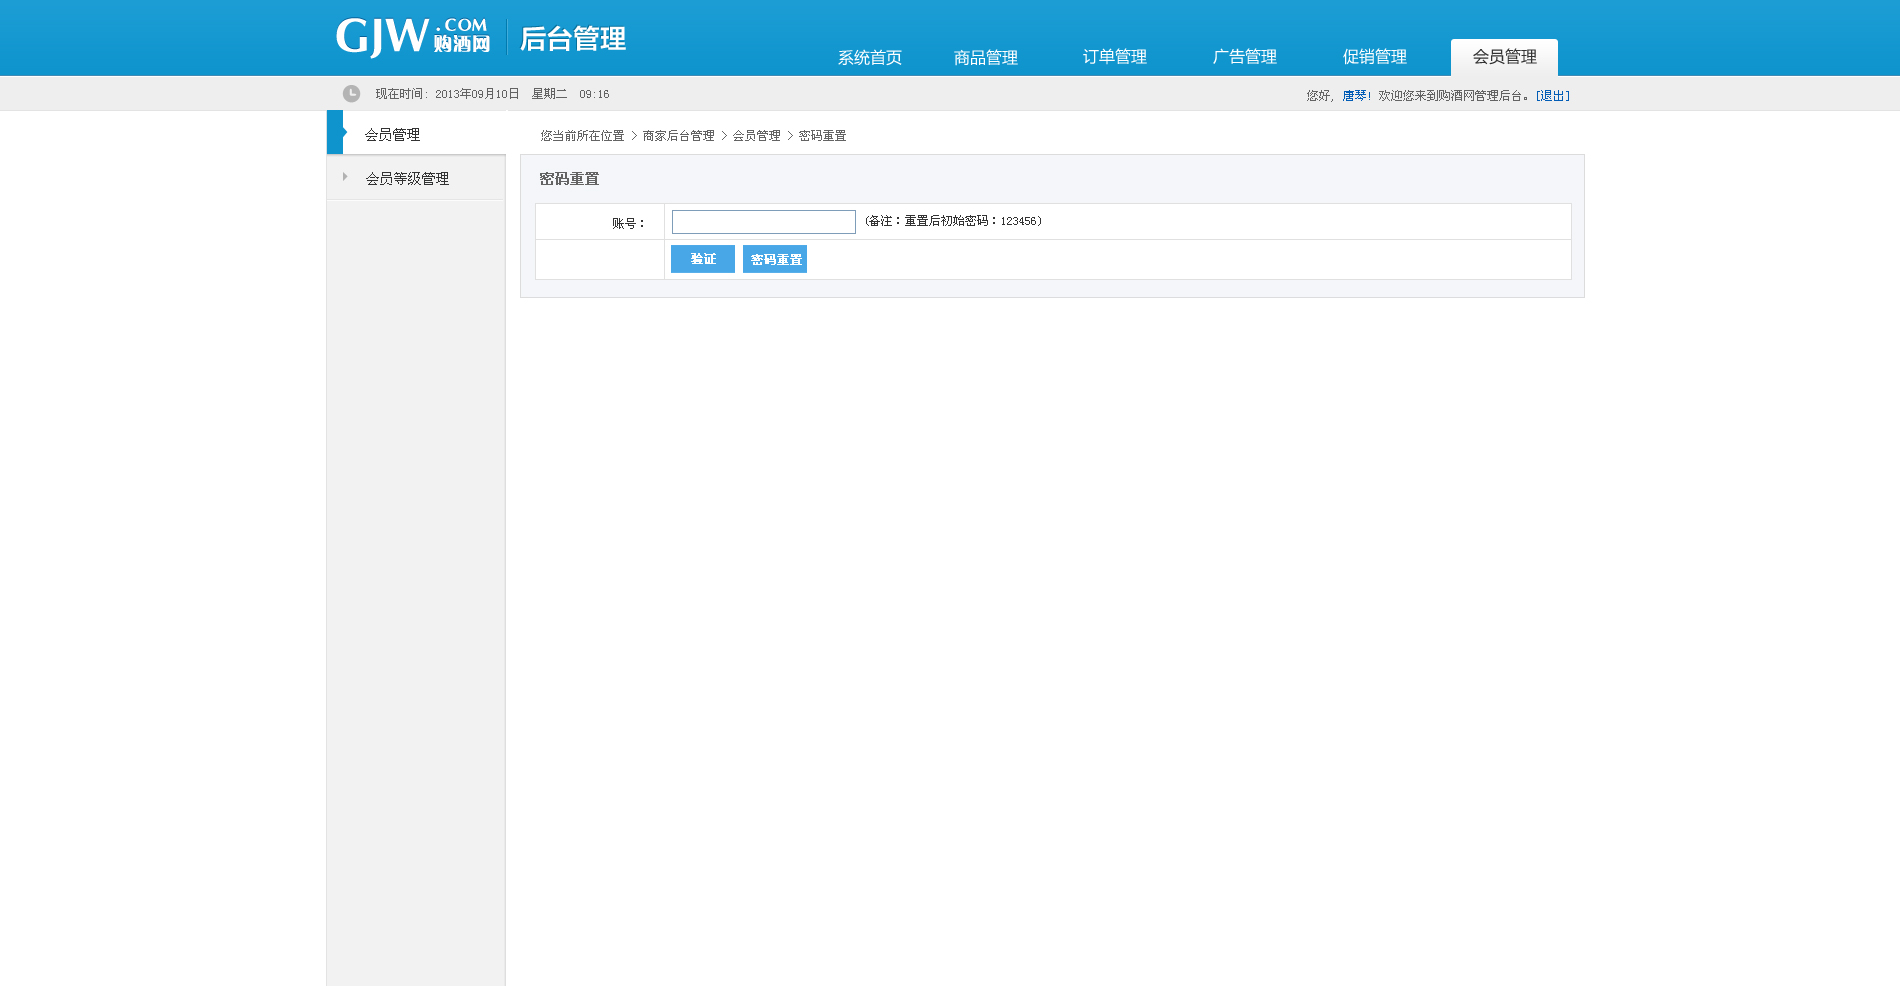 GJW.COM 购酒网 后台管理
系统首页 商品管理 订单管理 广告管理 促销管理 会员管理
现在时间：2013年09月10日 星期二 09:16
您好，唐琴！欢迎您来到购酒网管理后台。[退出]
会员管理
会员等级管理
您当前所在位置 > 商家后台管理 > 会员管理 > 密码重置
密码重置
账号：
(备注：重置后初始密码：123456)
验证 密码重置